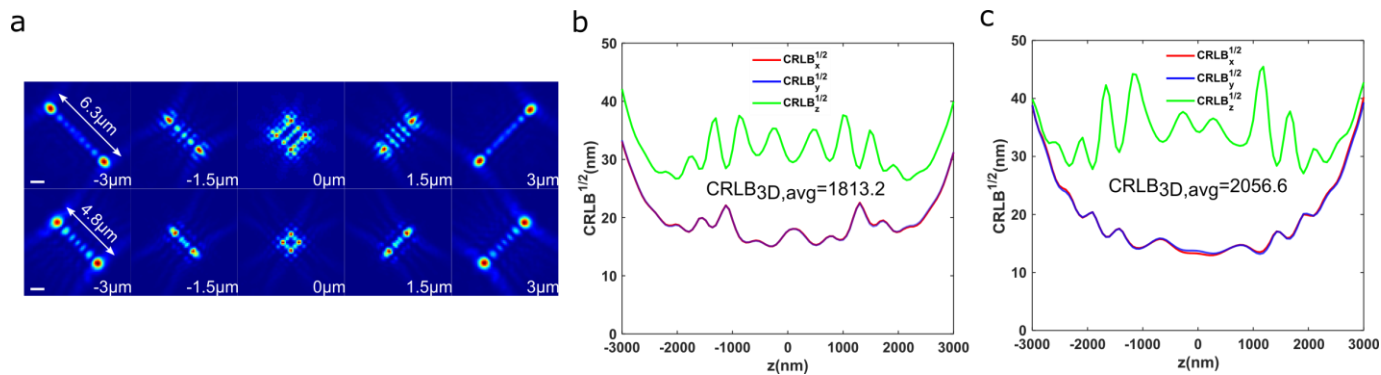 a
6.3μm
-3μm
-1.5μm
0μm
1.5μm
3μm
4.8μm
-3μm
-1.5μm
0μm
1.5μm
3μm
b
50
40
30
20
10
0
CRLB^{1/2}(nm)
CRLB_x^{1/2}
CRLB_y^{1/2}
CRLB_z^{1/2}
CRLB_{3D,avg}=1813.2
-3000 -2000 -1000 0 1000 2000 3000
z(nm)
c
50
40
30
20
10
0
CRLB^{1/2}(nm)
CRLB_x^{1/2}
CRLB_y^{1/2}
CRLB_z^{1/2}
CRLB_{3D,avg}=2056.6
-3000 -2000 -1000 0 1000 2000 3000
z(nm)